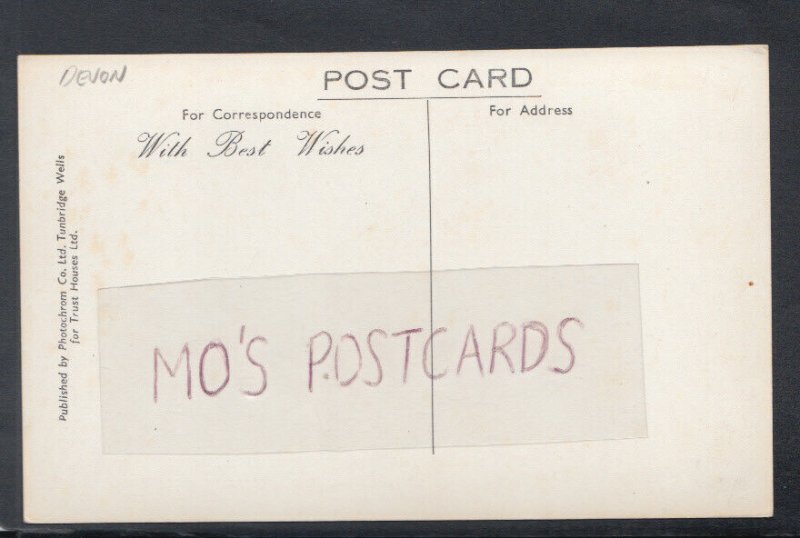 DEVON
POST CARD
For Correspondence
For Address
With Best Wishes
Published by Photochrom Co. Ltd. Tunbridge Wells
for Trust Houses Ltd.
MO'S POSTCARDS